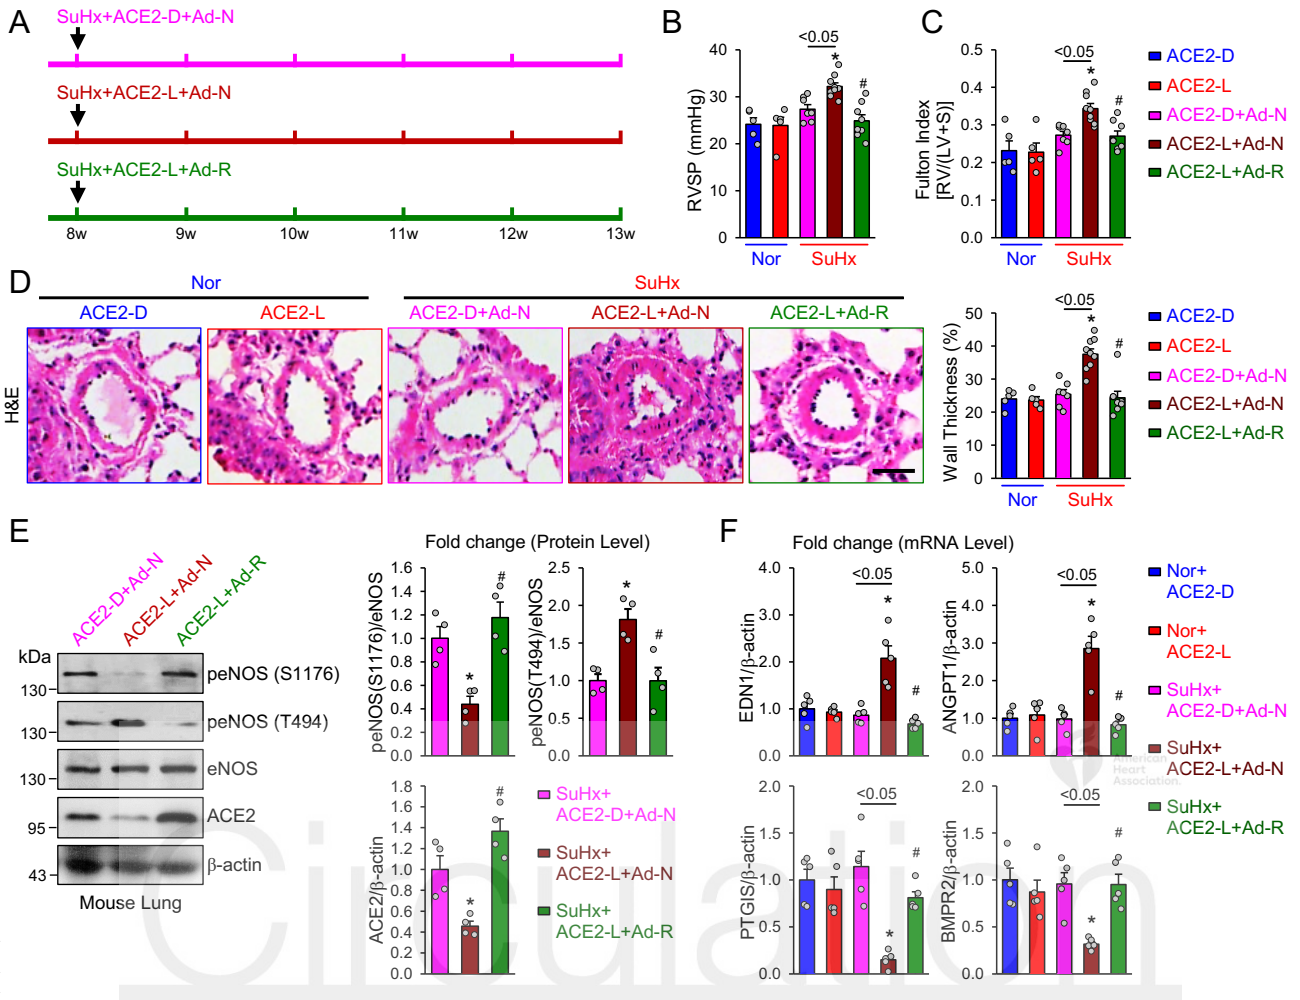 A
SuHx+ACE2-D+Ad-N
SuHx+ACE2-L+Ad-N
SuHx+ACE2-L+Ad-R
8w 9w 10w 11w 12w 13w
B
RVSP (mmHg)
40
30
20
10
0
<0.05
*
#
Nor SuHx
C
Fulton Index
[RV/(LV+S)]
0.5
0.4
0.3
0.2
0.1
0.0
<0.05
*
#
Nor SuHx
ACE2-D
ACE2-L
ACE2-D+Ad-N
ACE2-L+Ad-N
ACE2-L+Ad-R
D
Nor SuHx
ACE2-D ACE2-L ACE2-D+Ad-N ACE2-L+Ad-N ACE2-L+Ad-R
H&E
Wall Thickness (%)
50
40
30
20
10
0
<0.05
*
#
Nor SuHx
ACE2-D
ACE2-L
ACE2-D+Ad-N
ACE2-L+Ad-N
ACE2-L+Ad-R
E
ACE2-D+Ad-N
ACE2-L+Ad-N
ACE2-L+Ad-R
kDa
130 peNOS (S1176)
130 peNOS (T494)
130 eNOS
95 ACE2
43 β-actin
Mouse Lung
Fold change (Protein Level)
peNOS(S1176)/eNOS
1.6
1.4
1.2
1.0
0.8
0.6
0.4
0.2
0.0
*
#
peNOS(T494)/eNOS
2.5
2.0
1.5
1.0
0.5
0.0
*
#
ACE2/β-actin
1.8
1.6
1.4
1.2
1.0
0.8
0.6
0.4
0.2
0.0
*
#
SuHx+
ACE2-D+Ad-N
SuHx+
ACE2-L+Ad-N
SuHx+
ACE2-L+Ad-R
F
Fold change (mRNA Level)
EDN1/β-actin
4.0
3.0
2.0
1.0
0.0
<0.05
*
#
ANGPT1/β-actin
5.0
4.0
3.0
2.0
1.0
0.0
<0.05
*
#
PTGIS/β-actin
2.0
1.5
1.0
0.5
0.0
<0.05
*
#
BMPR2/β-actin
2.0
1.5
1.0
0.5
0.0
<0.05
*
#
Nor+
ACE2-D
Nor+
ACE2-L
SuHx+
ACE2-D+Ad-N
SuHx+
ACE2-L+Ad-N
SuHx+
ACE2-L+Ad-R
American
Heart
Association.
Circulation